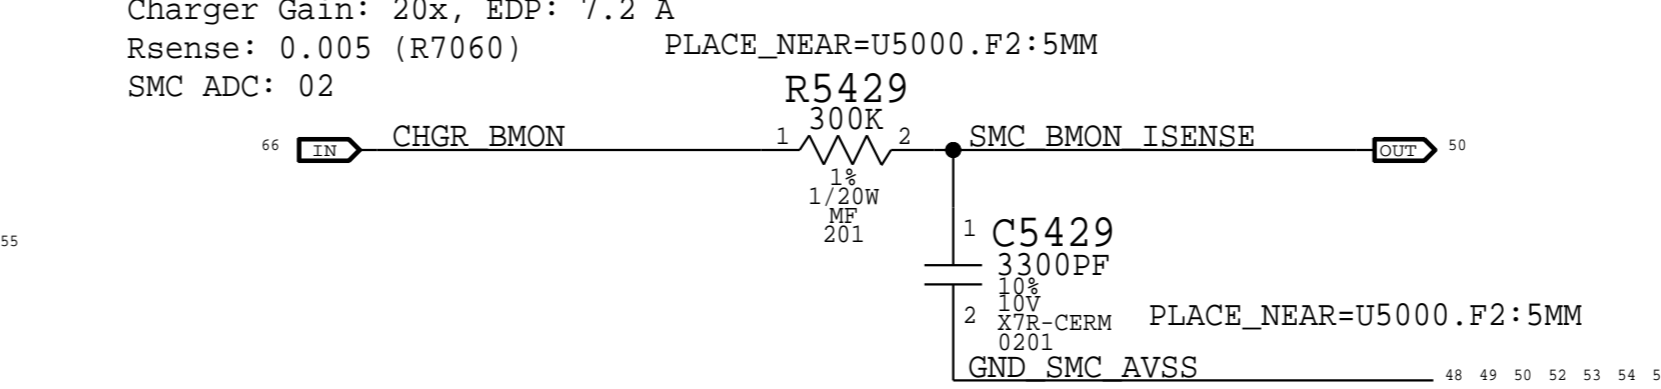 Charger Gain: 20x, EDP: 7.2 A
Rsense: 0.005 (R7060)
PLACE_NEAR=U5000.F2:5MM
SMC ADC: 02
R5429
300K
66 IN CHGR_BMON 1 2 SMC_BMON_ISENSE OUT 50
1%
1/20W
MF
201
55
1 C5429
3300PF
10%
10V
2 X7R-CERM PLACE_NEAR=U5000.F2:5MM
0201
GND_SMC_AVSS 48 49 50 52 53 54 5